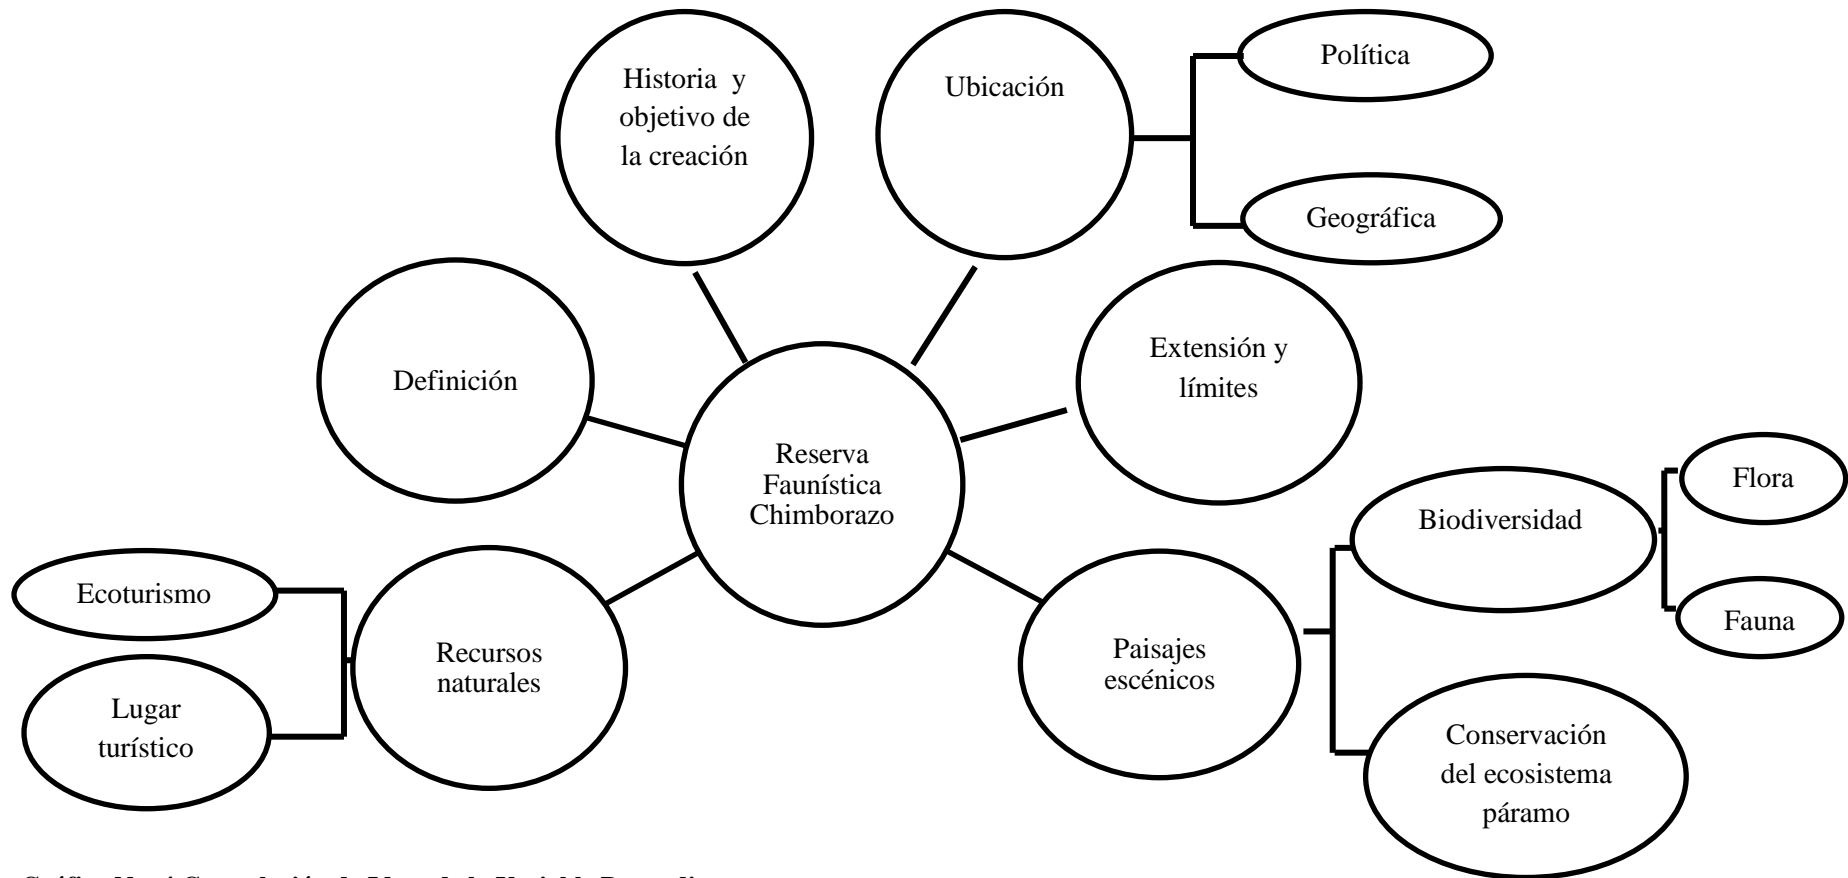 Historia y
objetivo de
la creación
Ubicación
Política
Geográfica
Definición
Extensión y
límites
Reserva
Faunística
Chimborazo
Biodiversidad
Flora
Fauna
Ecoturismo
Lugar
turístico
Recursos
naturales
Paisajes
escénicos
Conservación
del ecosistema
páramo